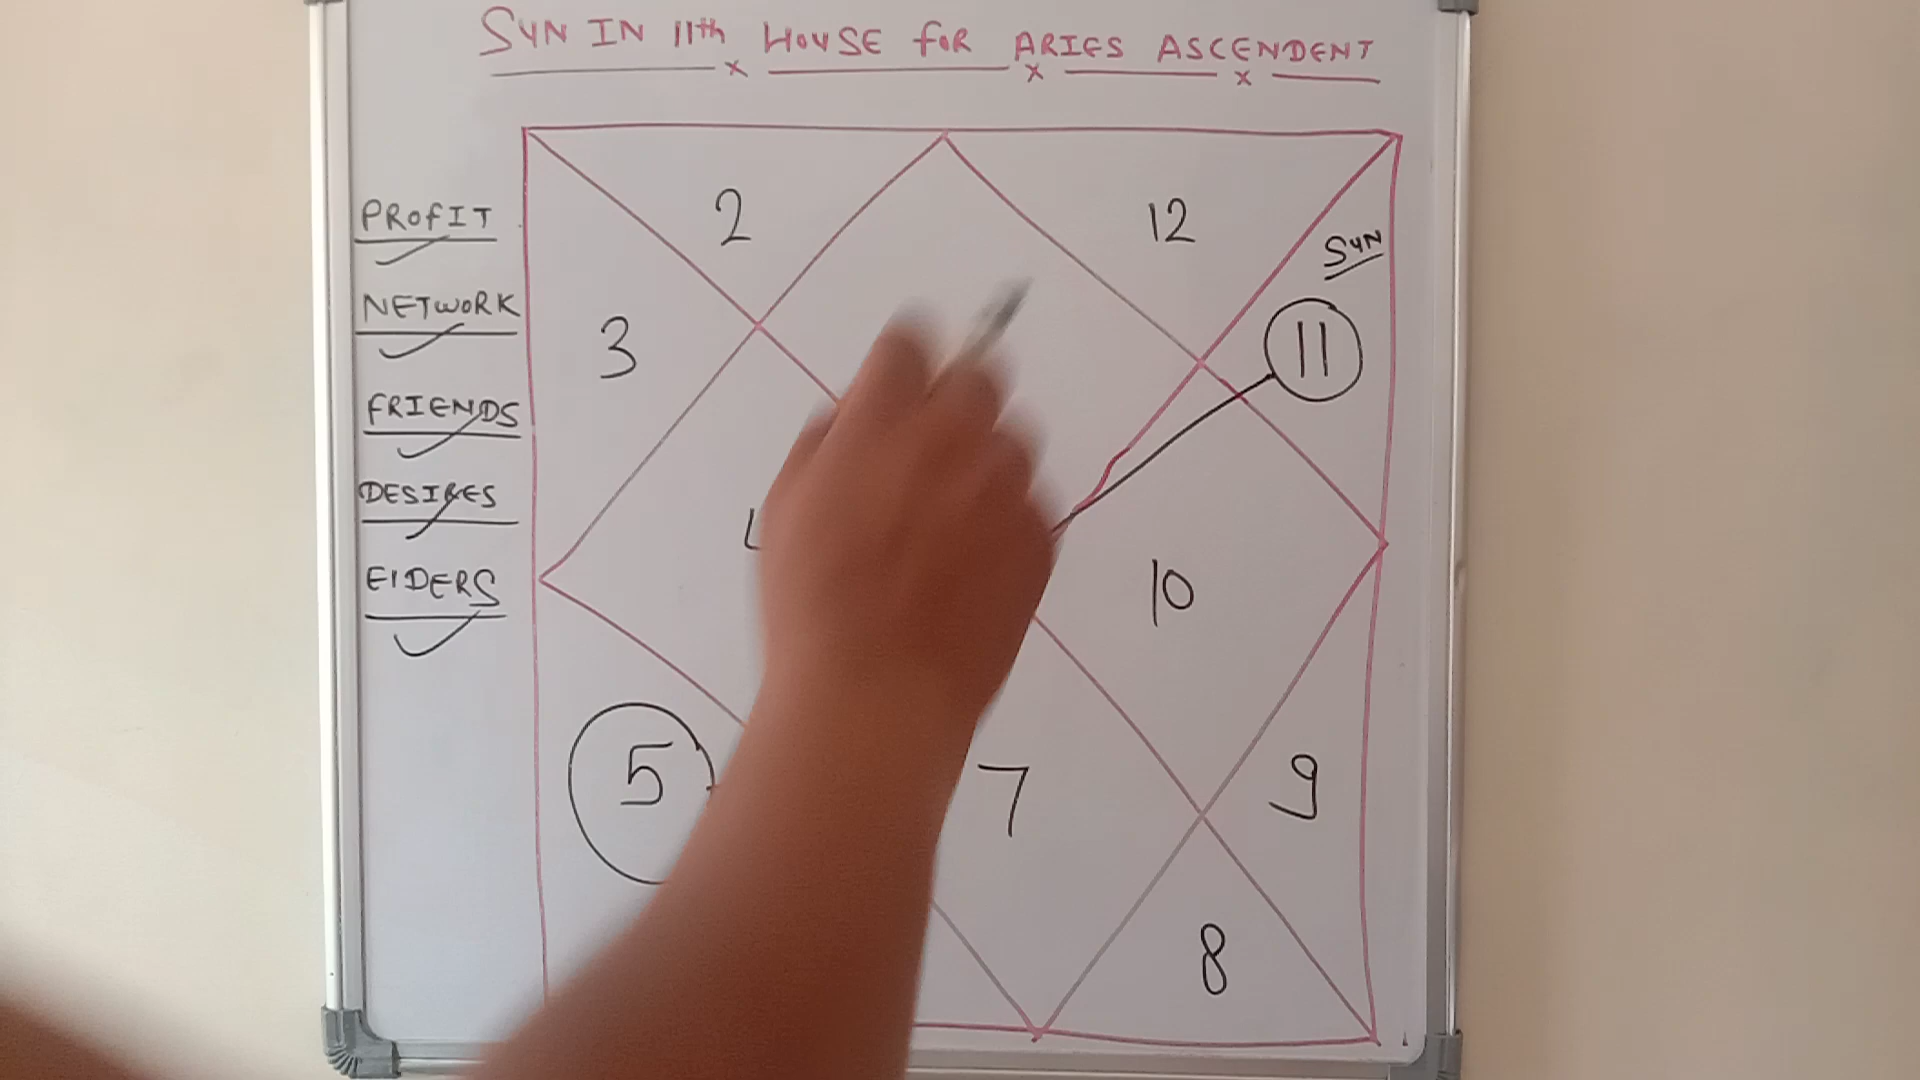 SUN IN 11th HOUSE FOR ARIES ASCENDENT
x x x
PROFIT
NETWORK
FRIENDS
DESIRES
EIDERS
2
12
SUN
3
11
10
5
7
9
8